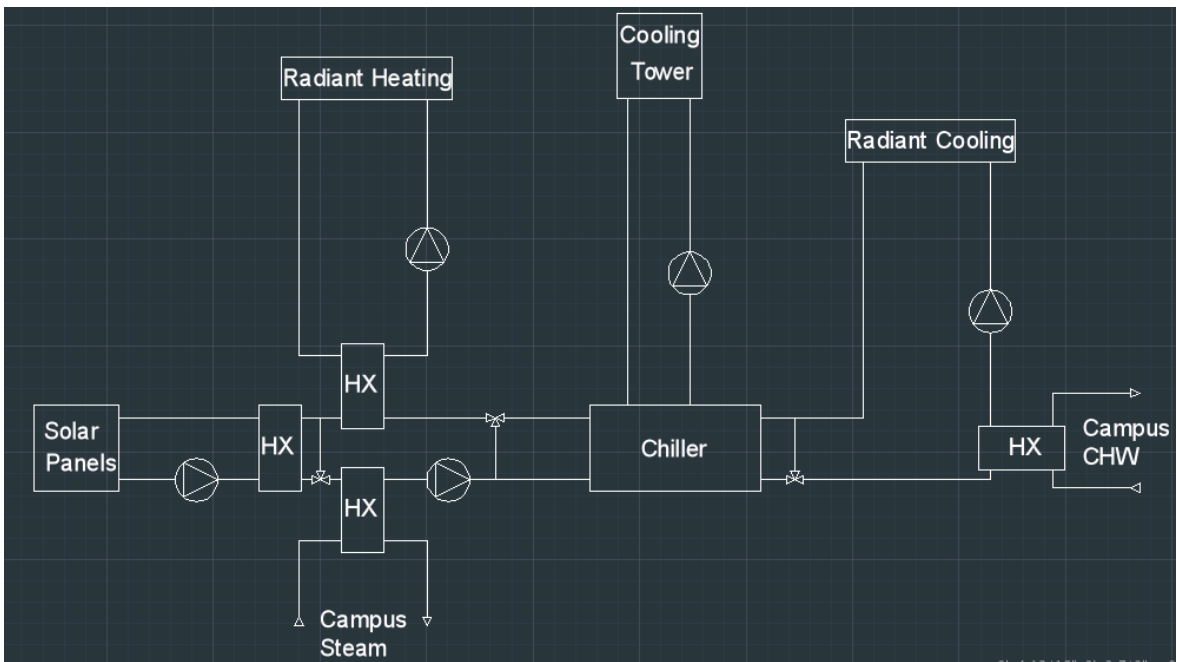 Cooling
Tower
Radiant Heating
Radiant Cooling
HX
Solar
Panels
HX
Chiller
HX
Campus
CHW
HX
Campus
Steam